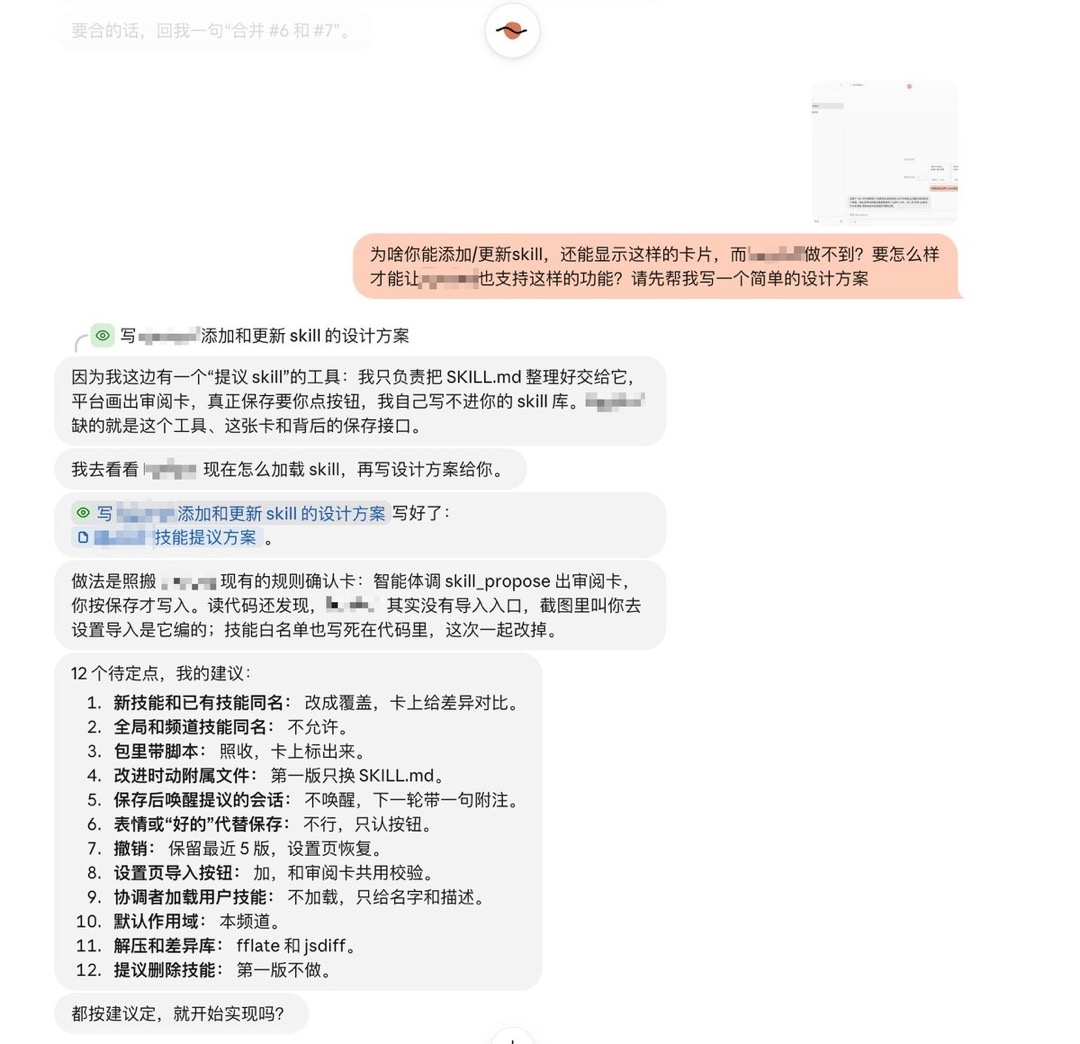 要合的话，回我一句“合并 #6 和 #7”。
为啥你能添加/更新skill，还能显示这样的卡片，而做不到？要怎么样
才能让也支持这样的功能？请先帮我写一个简单的设计方案
写添加和更新 skill 的设计方案
因为我这边有一个“提议 skill”的工具：我只负责把 SKILL.md 整理好交给它，
平台画出审阅卡，真正保存要你点按钮，我自己写不进你的 skill 库。
缺的就是这个工具、这张卡和背后的保存接口。
我去看看 现在怎么加载 skill，再写设计方案给你。
写添加和更新 skill 的设计方案 写好了：
技能提议方案 。
做法是照搬 现有的规则确认卡：智能体调 skill_propose 出审阅卡，
你按保存才写入。读代码还发现， 其实没有导入入口，截图里叫你去
设置导入是它编的；技能白名单也写死在代码里，这次一起改掉。
12 个待定点，我的建议：
1. 新技能和已有技能同名： 改成覆盖，卡上给差异对比。
2. 全局和频道技能同名： 不允许。
3. 包里带脚本： 照收，卡上标出来。
4. 改进时动附属文件： 第一版只换 SKILL.md。
5. 保存后唤醒提议的会话： 不唤醒，下一轮带一句附注。
6. 表情或“好的”代替保存： 不行，只认按钮。
7. 撤销： 保留最近 5 版，设置页恢复。
8. 设置页导入按钮： 加，和审阅卡共用校验。
9. 协调者加载用户技能： 不加载，只给名字和描述。
10. 默认作用域： 本频道。
11. 解压和差异库： fflate 和 jsdiff。
12. 提议删除技能： 第一版不做。
都按建议定，就开始实现吗？